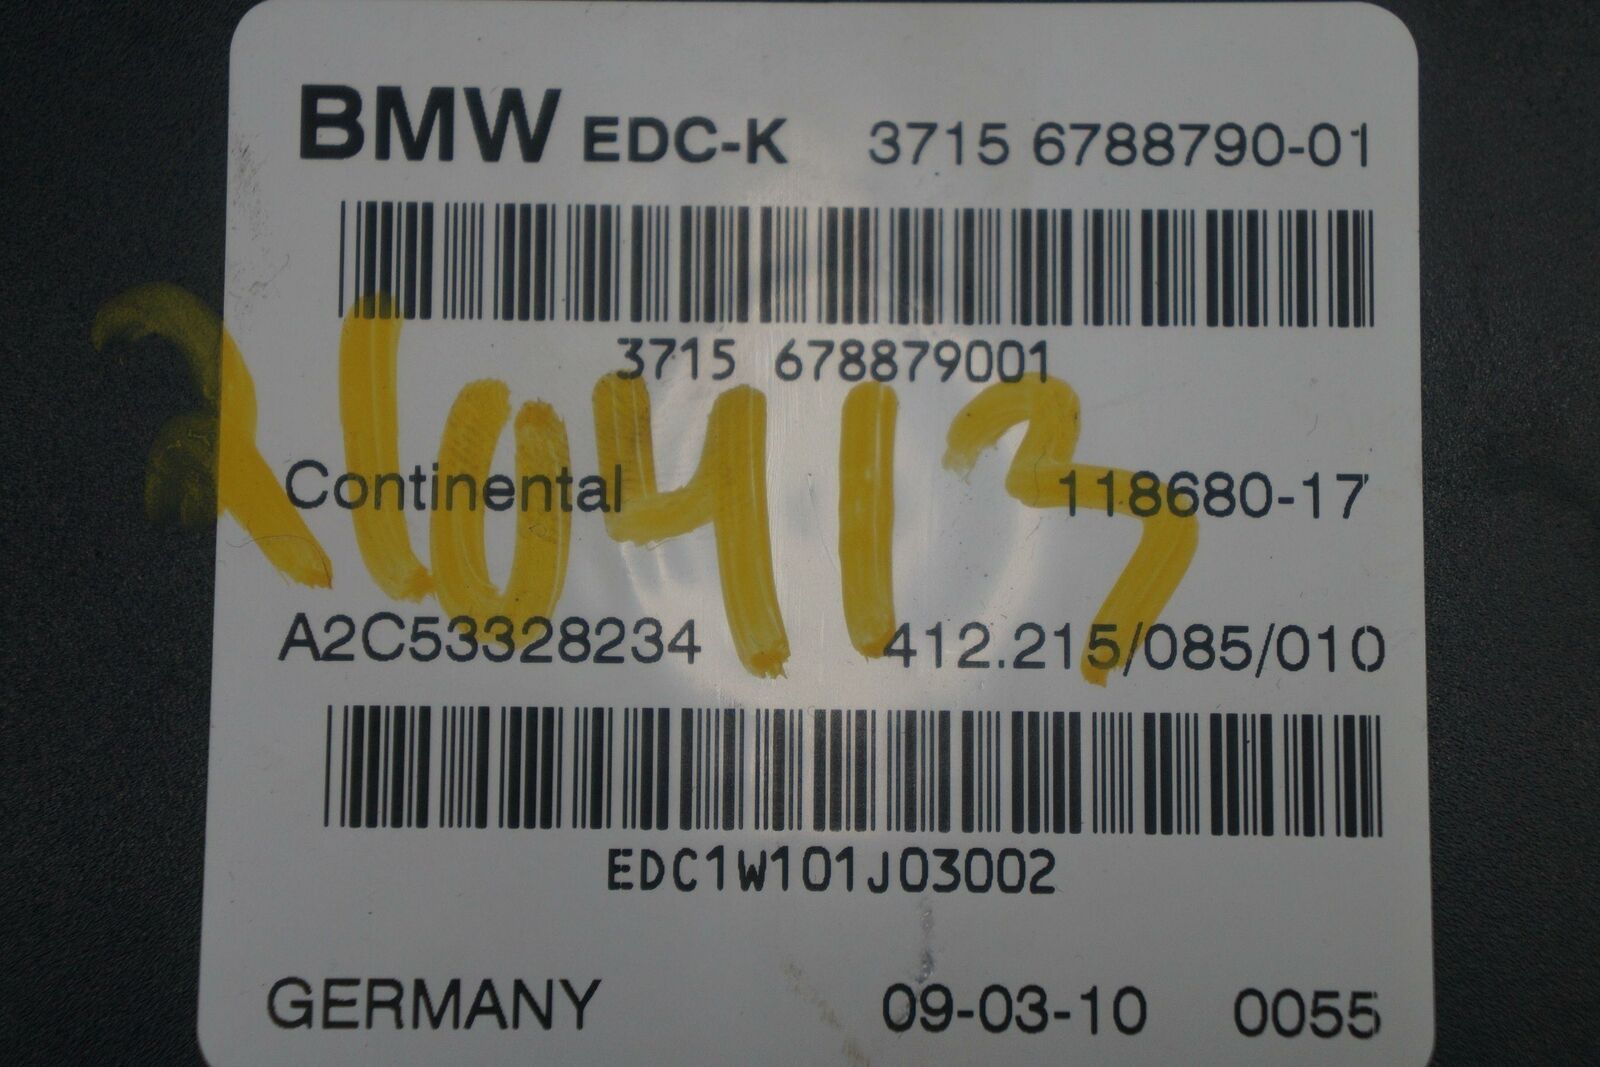 BMW EDC-K 3715 6788790-01
3715 678879001
Continental 118680-17
A2C53328234 412.215/085/010
EDC1W101J03002
GERMANY 09-03-10 0055